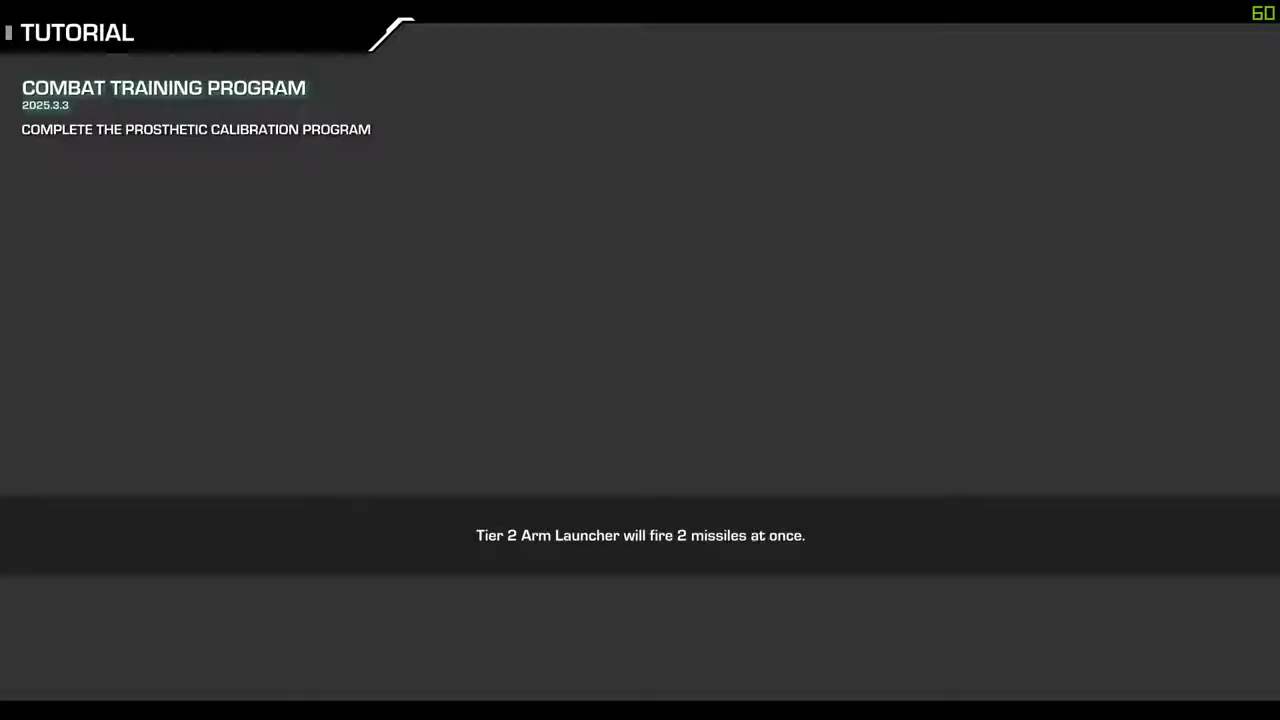 60
TUTORIAL
COMBAT TRAINING PROGRAM
2025.3.3
COMPLETE THE PROSTHETIC CALIBRATION PROGRAM
Tier 2 Arm Launcher will fire 2 missiles at once.